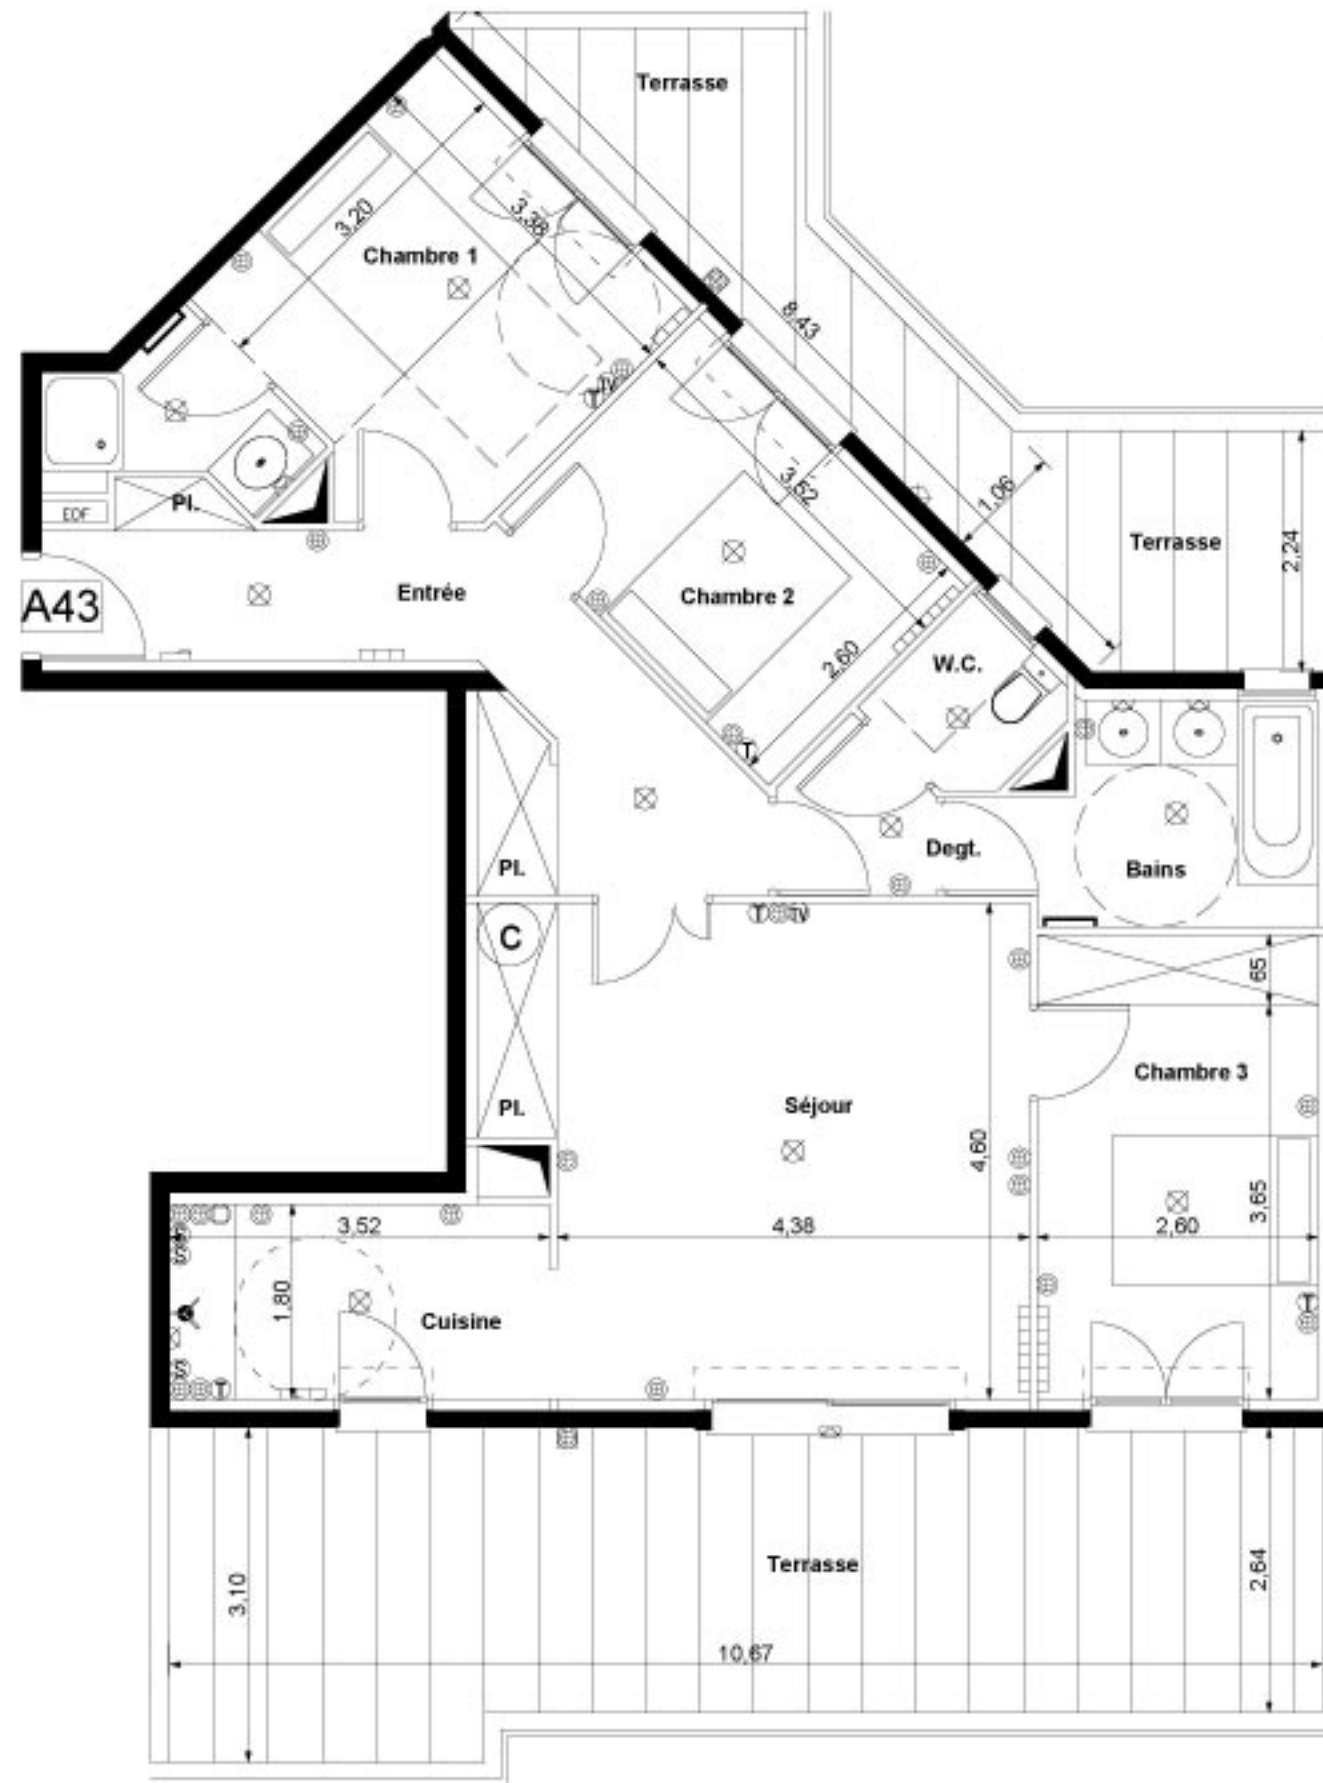 Terrasse
3,20
3,38
Chambre 1
8,43
TV
T
Pl.
EDF
3,52
1,06
Terrasse
2,24
A43
Entrée
Chambre 2
2,60
W.C.
T
Degt.
Bains
Pl.
C
T
TV
65
Chambre 3
Pl.
Séjour
4,60
3,65
3,52
4,38
2,60
1,80
Cuisine
S
S
T
T
Terrasse
3,10
2,64
10,67